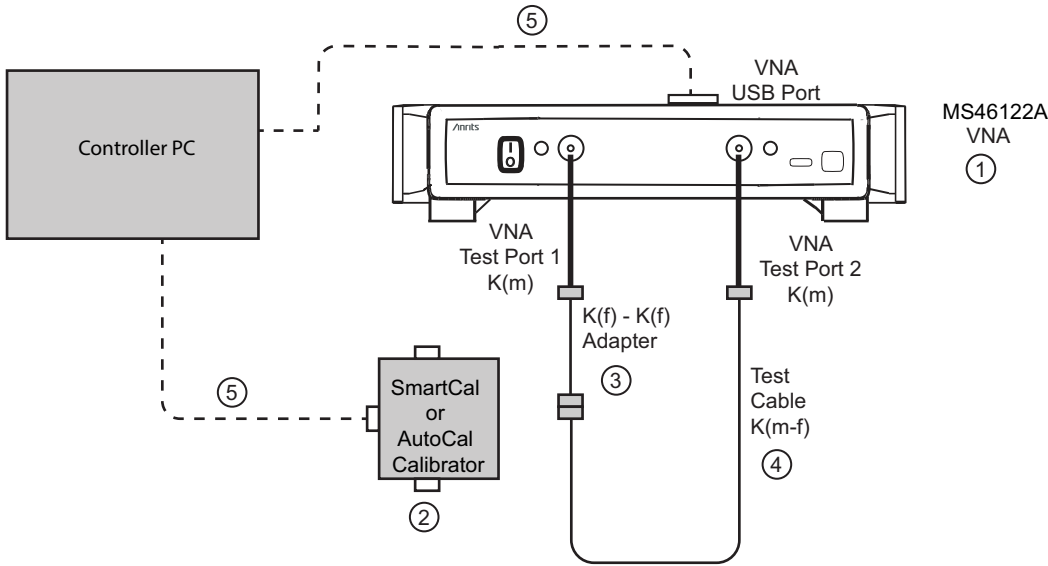 5
VNA
USB Port
MS46122A
VNA
1
Controller PC
/Innts
VNA
Test Port 1
K(m)
VNA
Test Port 2
K(m)
K(f) - K(f)
Adapter
3
Test
Cable
K(m-f)
4
5
SmartCal
or
AutoCal
Calibrator
2